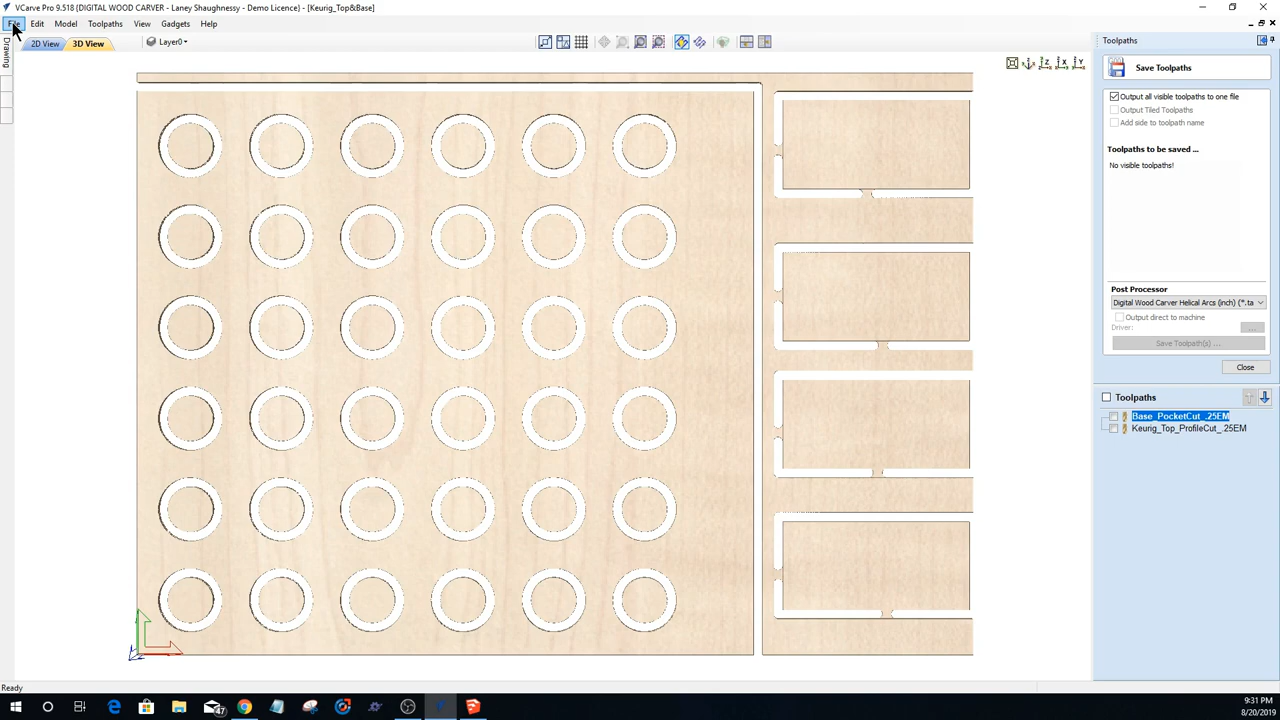 VCarve Pro 9.518 {DIGITAL WOOD CARVER - Laney Shaughnessy - Demo Licence} - [Keurig_Top&Base]
File Edit Model Toolpaths View Gadgets Help
Drawing
2D View 3D View Layer0
Toolpaths
Z X Y
Save Toolpaths
Output all visible toolpaths to one file
Output Tiled Toolpaths
Add side to toolpath name
Toolpaths to be saved ...
No visible toolpaths!
Post Processor
Digital Wood Carver Helical Arcs (inch) (*.ta
Output direct to machine
Driver: ...
Save Toolpath(s) ...
Close
Toolpaths
Base_PocketCut_.25EM
Keurig_Top_ProfileCut_.25EM
Ready
47
9:31 PM
8/20/2019